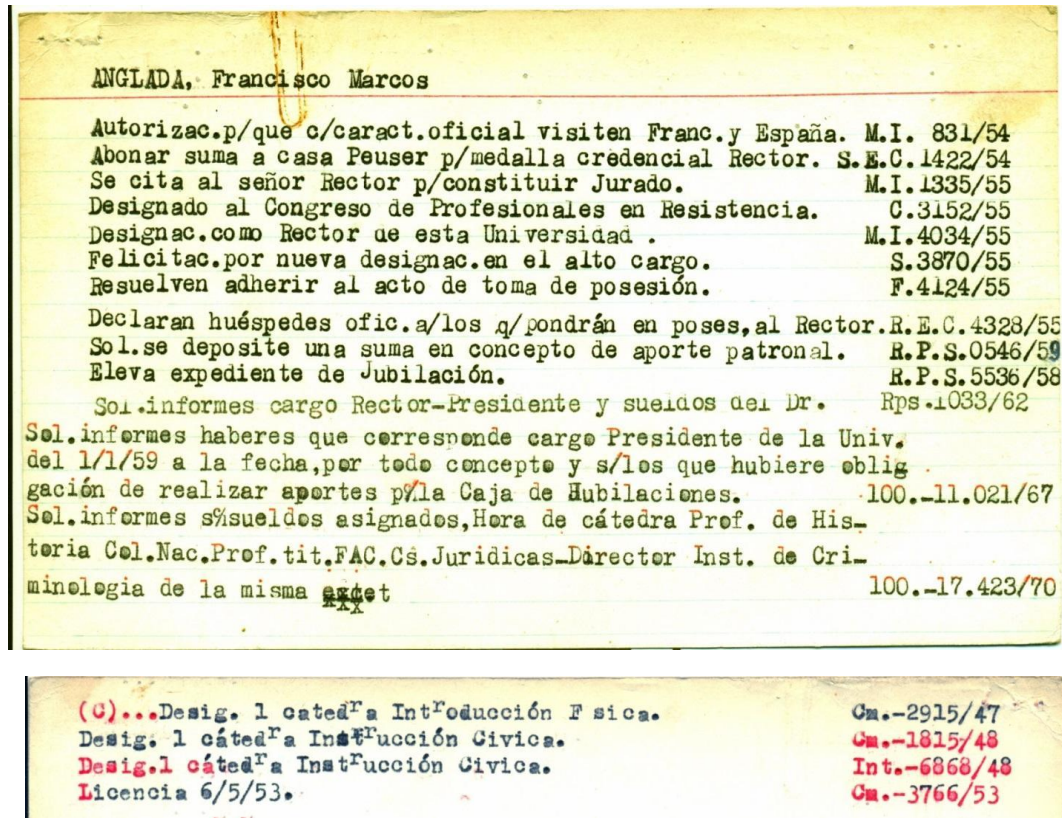 ANGLADA, Francisco Marcos
Autorizac.p/que c/caract.oficial visiten Franc.y España. M.I. 831/54
Abonar suma a casa Peuser p/medalla credencial Rector. S.E.C.1422/54
Se cita al señor Rector p/constituir Jurado. M.I.1335/55
Designado al Congreso de Profesionales en Resistencia. C.3152/55
Designac.como Rector de esta Universidad . M.I.4034/55
Felicitac.por nueva designac.en el alto cargo. S.3870/55
Resuelven adherir al acto de toma de posesión. F.4124/55
Declaran huéspedes ofic.a/los q/pondrán en poses,al Rector.R.E.C.4328/55
Sol.se deposite una suma en concepto de aporte patronal. R.P.S.0546/59
Eleva expediente de Jubilación. R.P.S.5536/58
Sol.informes cargo Rector-Presidente y sueldos del Dr. Rps.1033/62
Sol.informes haberes que corresponde cargo Presidente de la Univ.
del 1/1/59 a la fecha,por todo concepto y s/los que hubiere oblig
gación de realizar aportes p%la Caja de Hubilaciones. 100.-11.021/67
Sol.informes s%sueldos asignados,Hora de cátedra Prof. de His-
toria Col.Nac.Prof.tit.FAC.Cs.Juridicas-Director Inst. de Cri-
minologia de la misma 100.-17.423/70
(C)...Desig. 1 catedra Introducción F sica. Cm.-2915/47
Desig. 1 cátedra Instrucción Civica. Cm.-1815/48
Desig.1 cátedra Instrucción Civica. Int.-6868/48
Licencia 6/5/53. Cm.-3766/53